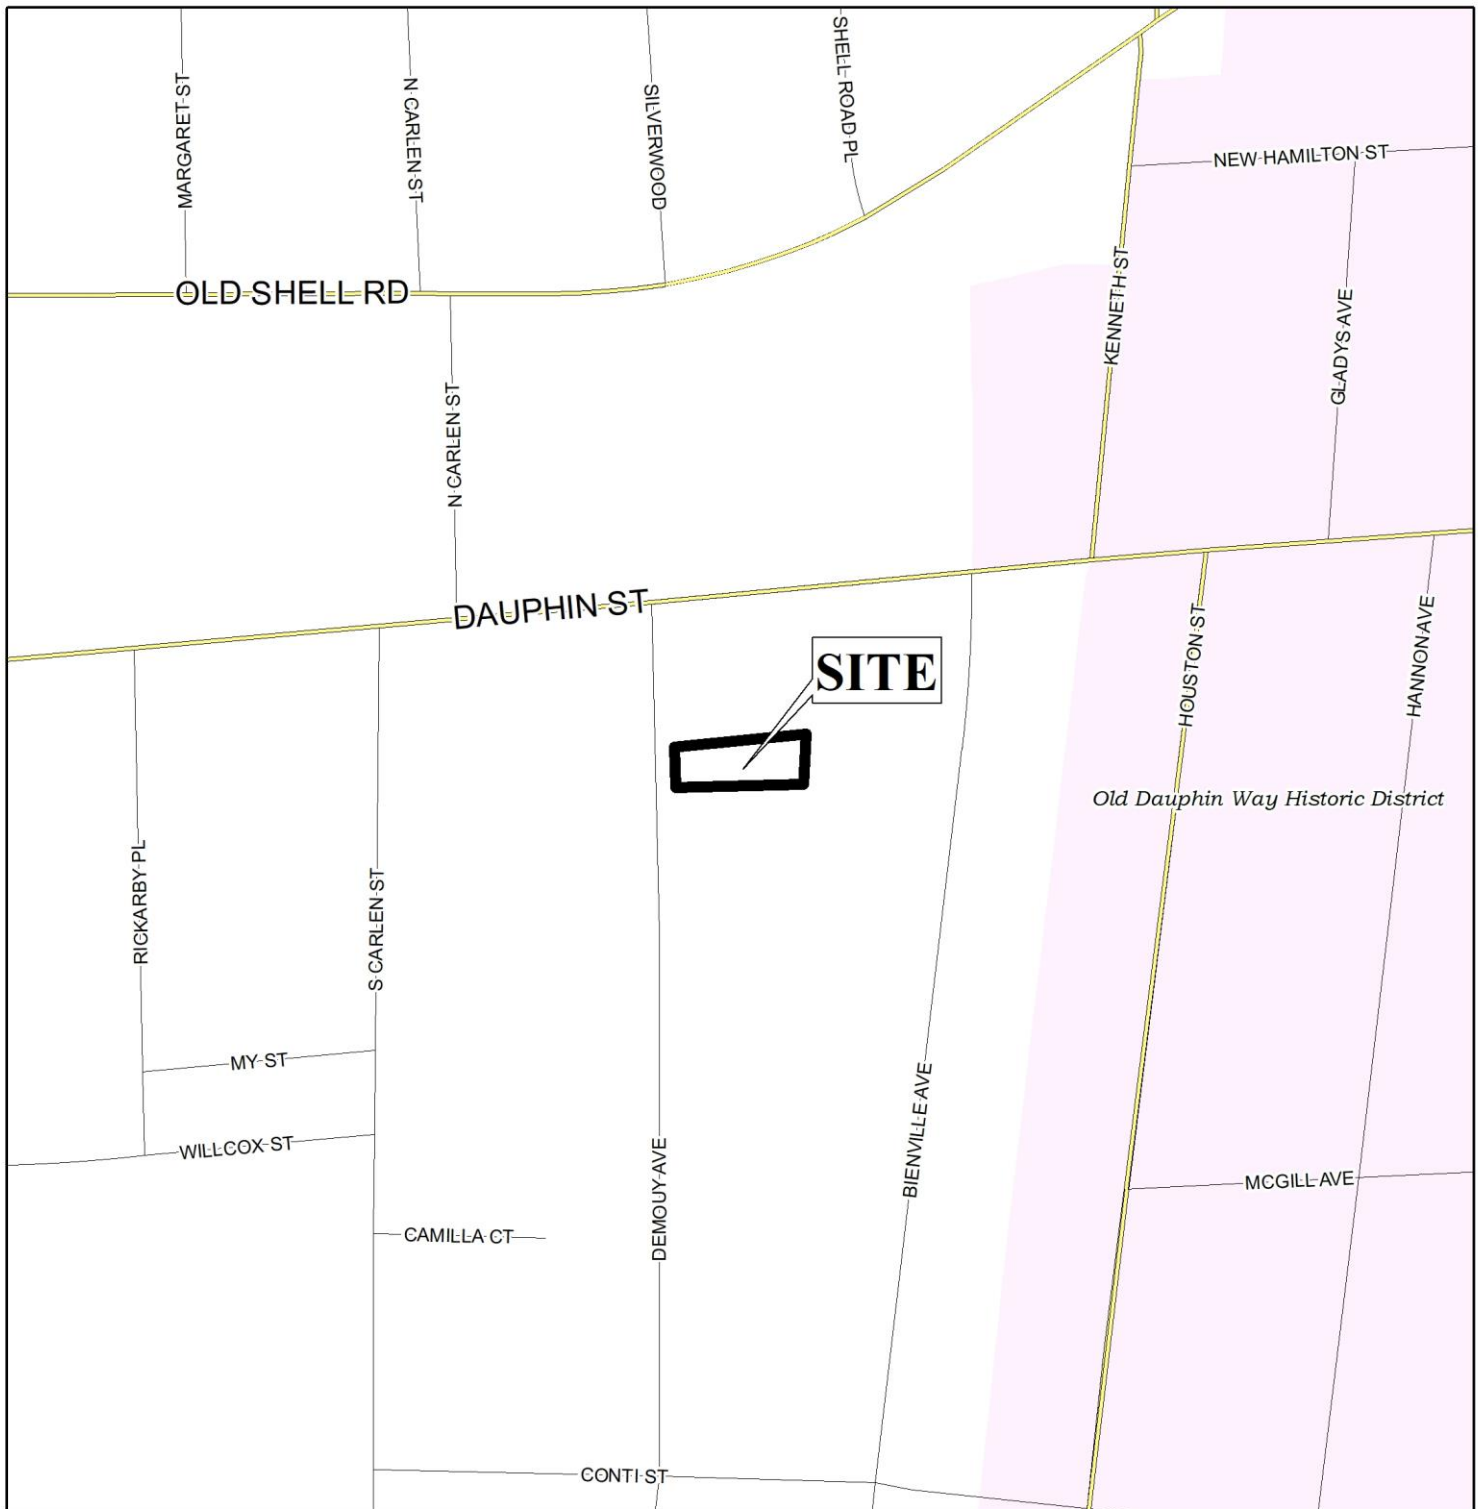 MARGARET ST
N CARLEN ST
SILVERWOOD
SHELL ROAD PL
NEW HAMILTON ST
OLD SHELL RD
KENNETH ST
GLADYS AVE
N CARLEN ST
DAUPHIN ST
SITE
HOUSTON ST
HANNON AVE
Old Dauphin Way Historic District
RICKARBY PL
S CARLEN ST
MY ST
WILLCOX ST
BIENVILLE AVE
DEMOUY AVE
MCGILL AVE
CAMILLA CT
CONTI ST